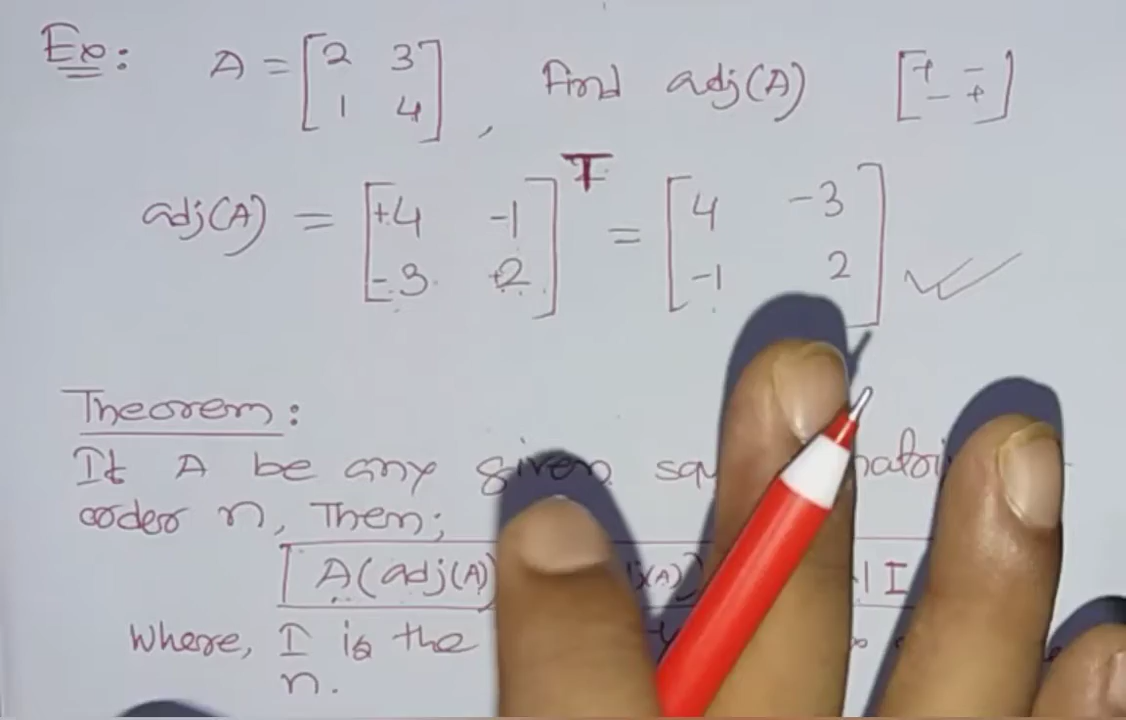 Ex: A = [2 3 1 4], Find adj(A) [+ - - +]
adj(A) = [+4 -1 -3 +2]T = [4 -3 -1 2]
Theorem:
If A be any given
order n, Then;
A(adj(A) (A) I
Where, I is the
n.